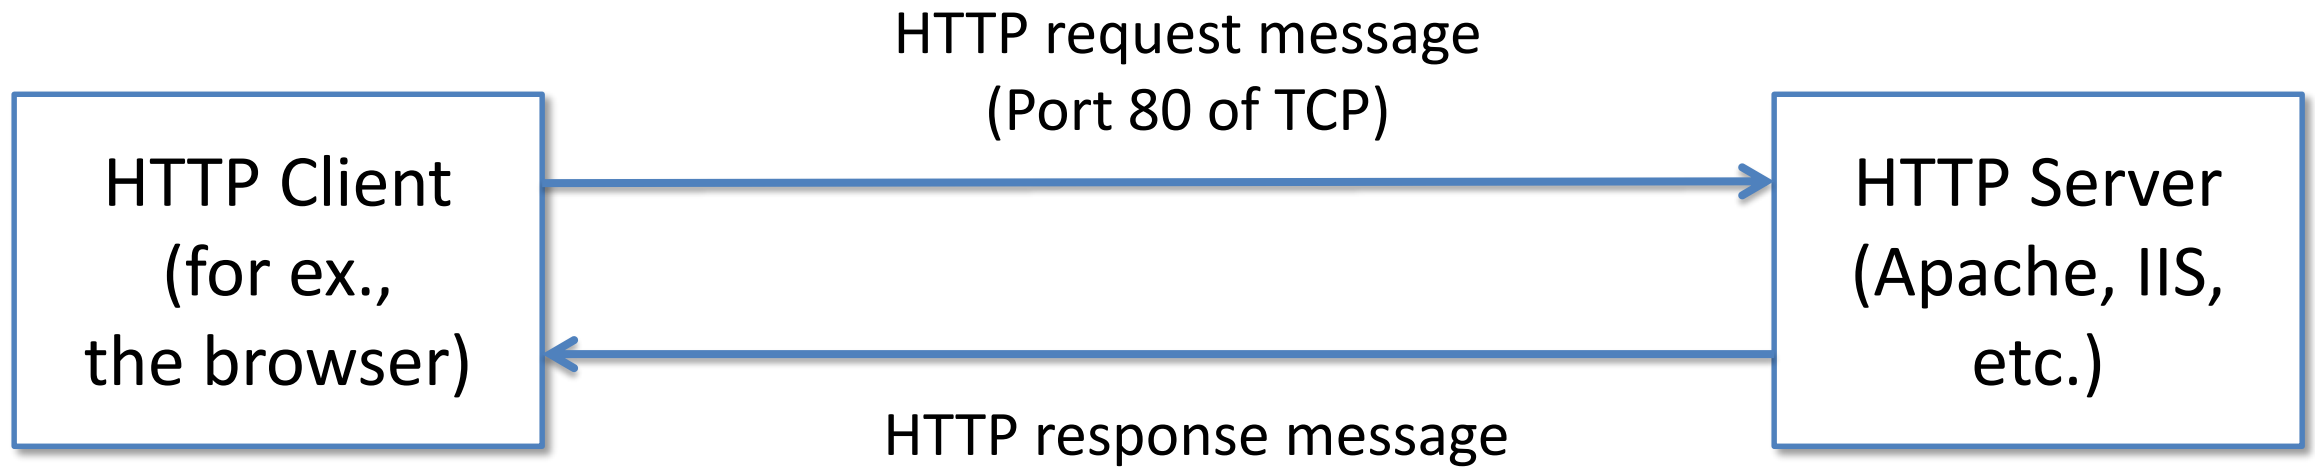 HTTP request message
(Port 80 of TCP)
HTTP Client
(for ex.,
the browser)
HTTP Server
(Apache, IIS,
etc.)
HTTP response message